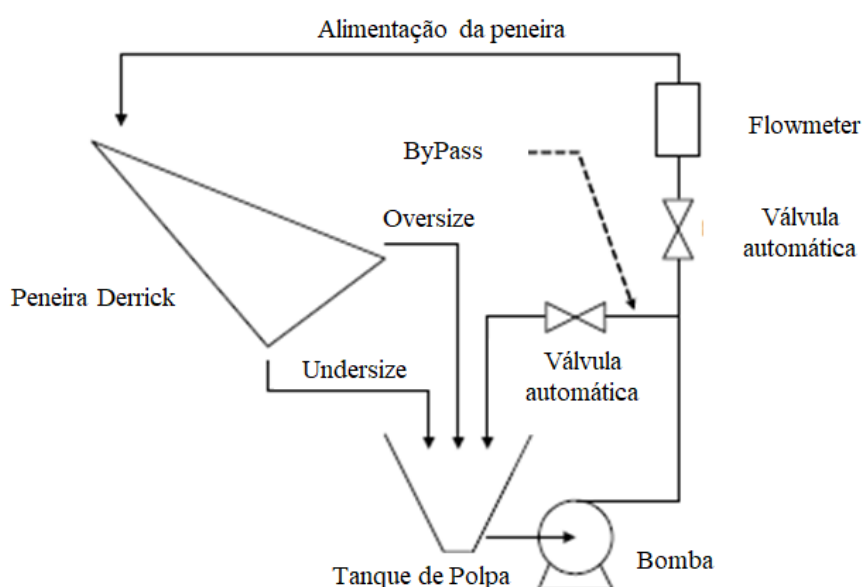 Alimentação da peneira
Flowmeter
ByPass
Válvula
automática
Oversize
Peneira Derrick
Válvula
automática
Undersize
Bomba
Tanque de Polpa